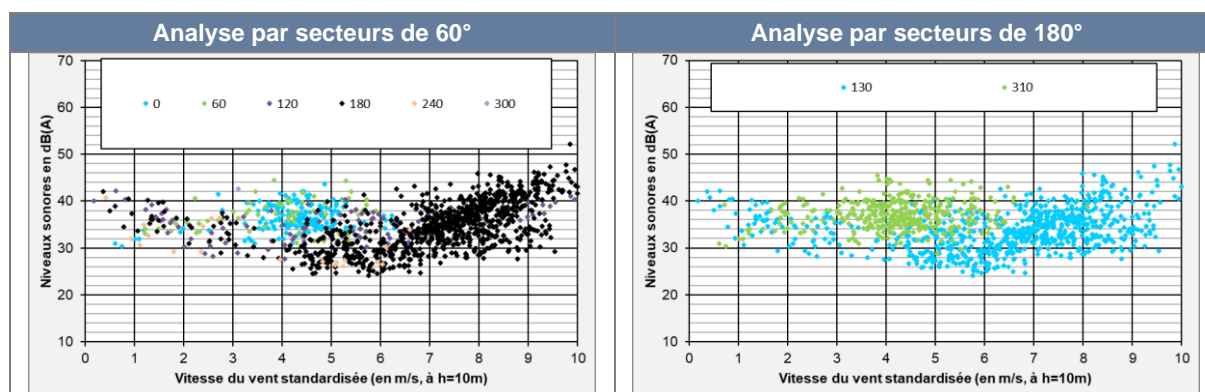 Analyse par secteurs de 60°
Analyse par secteurs de 180°
70
60
50
40
30
20
10
0 60 120 180 240 300
Niveaux sonores en dB(A)
0 1 2 3 4 5 6 7 8 9 10
Vitesse du vent standardisée (en m/s, à h=10m)
70
60
50
40
30
20
10
130 310
Niveaux sonores en dB(A)
0 1 2 3 4 5 6 7 8 9 10
Vitesse du vent standardisée (en m/s, à h=10m)